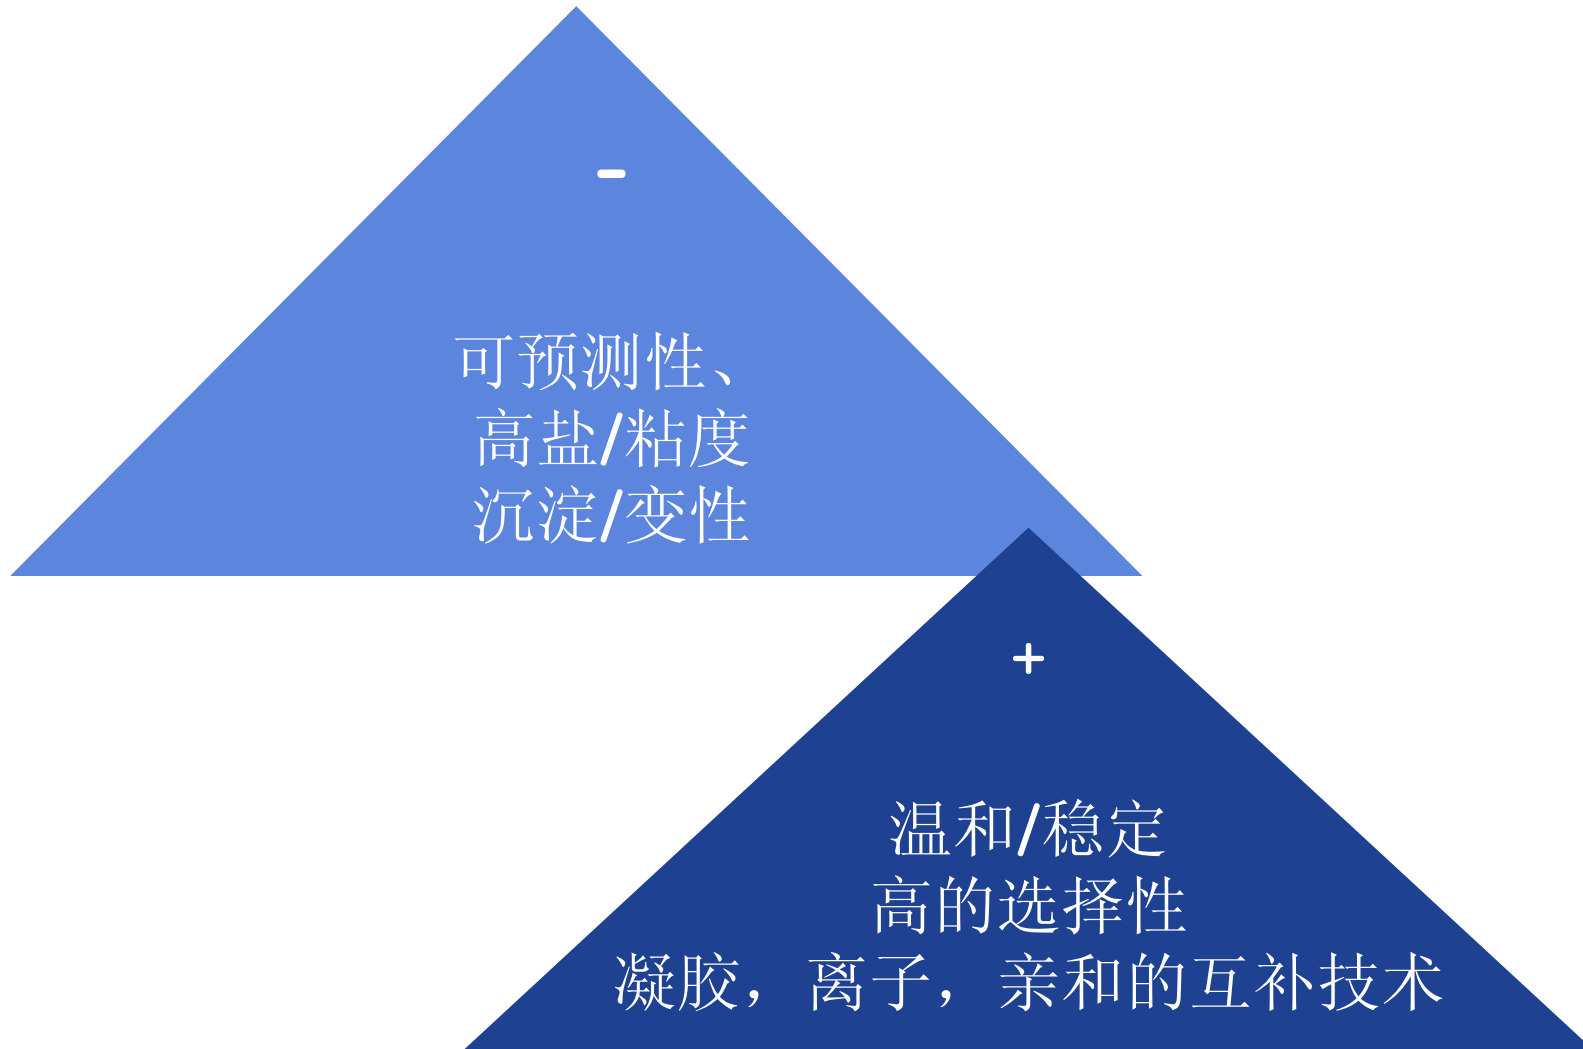 -
可预测性、
高盐/粘度
沉淀/变性
+
温和/稳定
高的选择性
凝胶，离子，亲和的互补技术